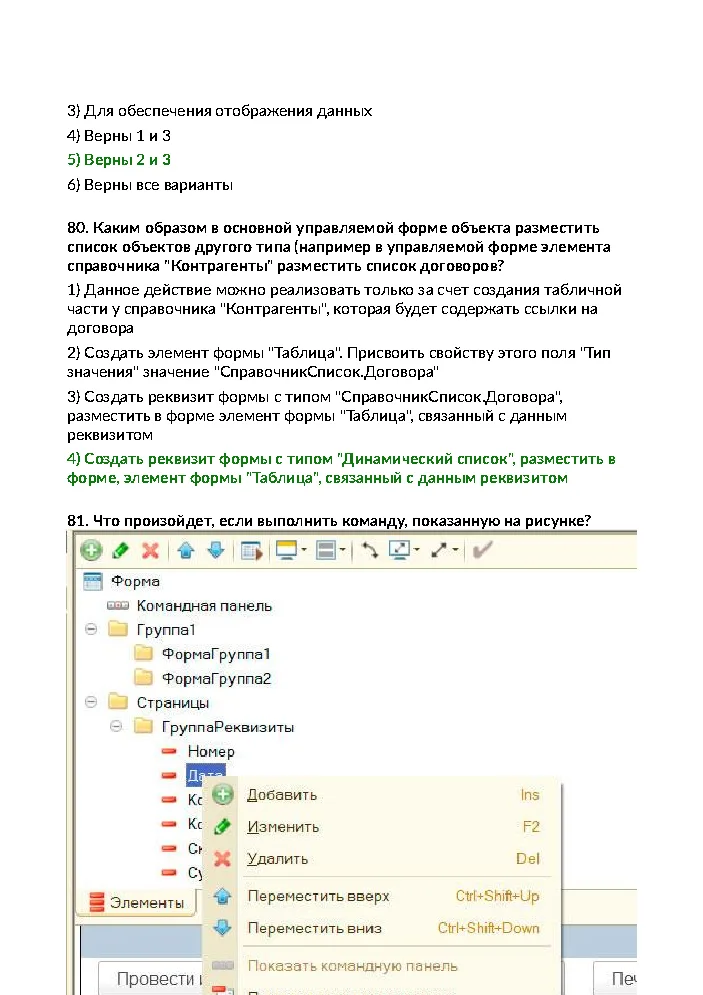 3) Для обеспечения отображения данных
4) Верны 1 и 3
5) Верны 2 и 3
6) Верны все варианты
80. Каким образом в основной управляемой форме объекта разместить
список объектов другого типа (например в управляемой форме элемента
справочника "Контрагенты" разместить список договоров?
1) Данное действие можно реализовать только за счет создания табличной
части у справочника "Контрагенты", которая будет содержать ссылки на
договора
2) Создать элемент формы "Таблица". Присвоить свойству этого поля "Тип
значения" значение "СправочникСписок.Договора"
3) Создать реквизит формы с типом "СправочникСписок.Договора",
разместить в форме элемент формы "Таблица", связанный с данным
реквизитом
4) Создать реквизит формы с типом "Динамический список", разместить в
форме, элемент формы "Таблица", связанный с данным реквизитом
81. Что произойдет, если выполнить команду, показанную на рисунке?
Форма
Командная панель
Группа1
ФормаГруппа1
ФормаГруппа2
Страницы
ГруппаРеквизиты
Номер
Дата
Добавить Ins
Изменить F2
Удалить Del
Переместить вверх Ctrl+Shift+Up
Элементы
Переместить вниз Ctrl+Shift+Down
Показать командную панель
Провести